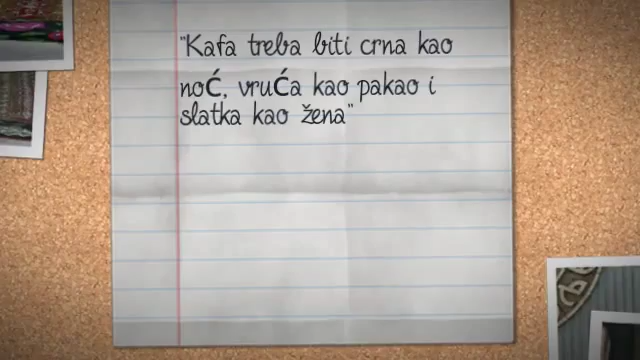 "Kafa treba biti crna kao
noĆ, vruĆa kao pakao i
slatka kao žena"